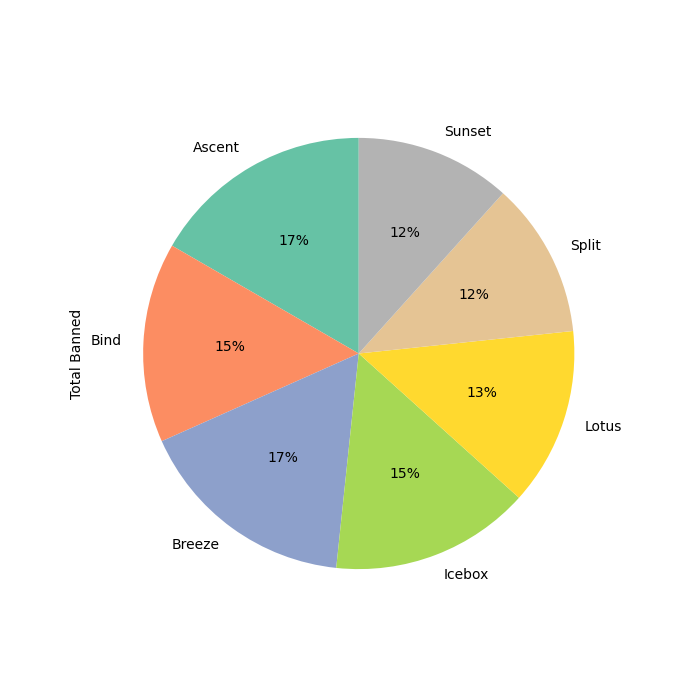 Sunset
Ascent
12%
17%
Split
12%
Total Banned
Bind
15%
13%
Lotus
17%
15%
Breeze
Icebox